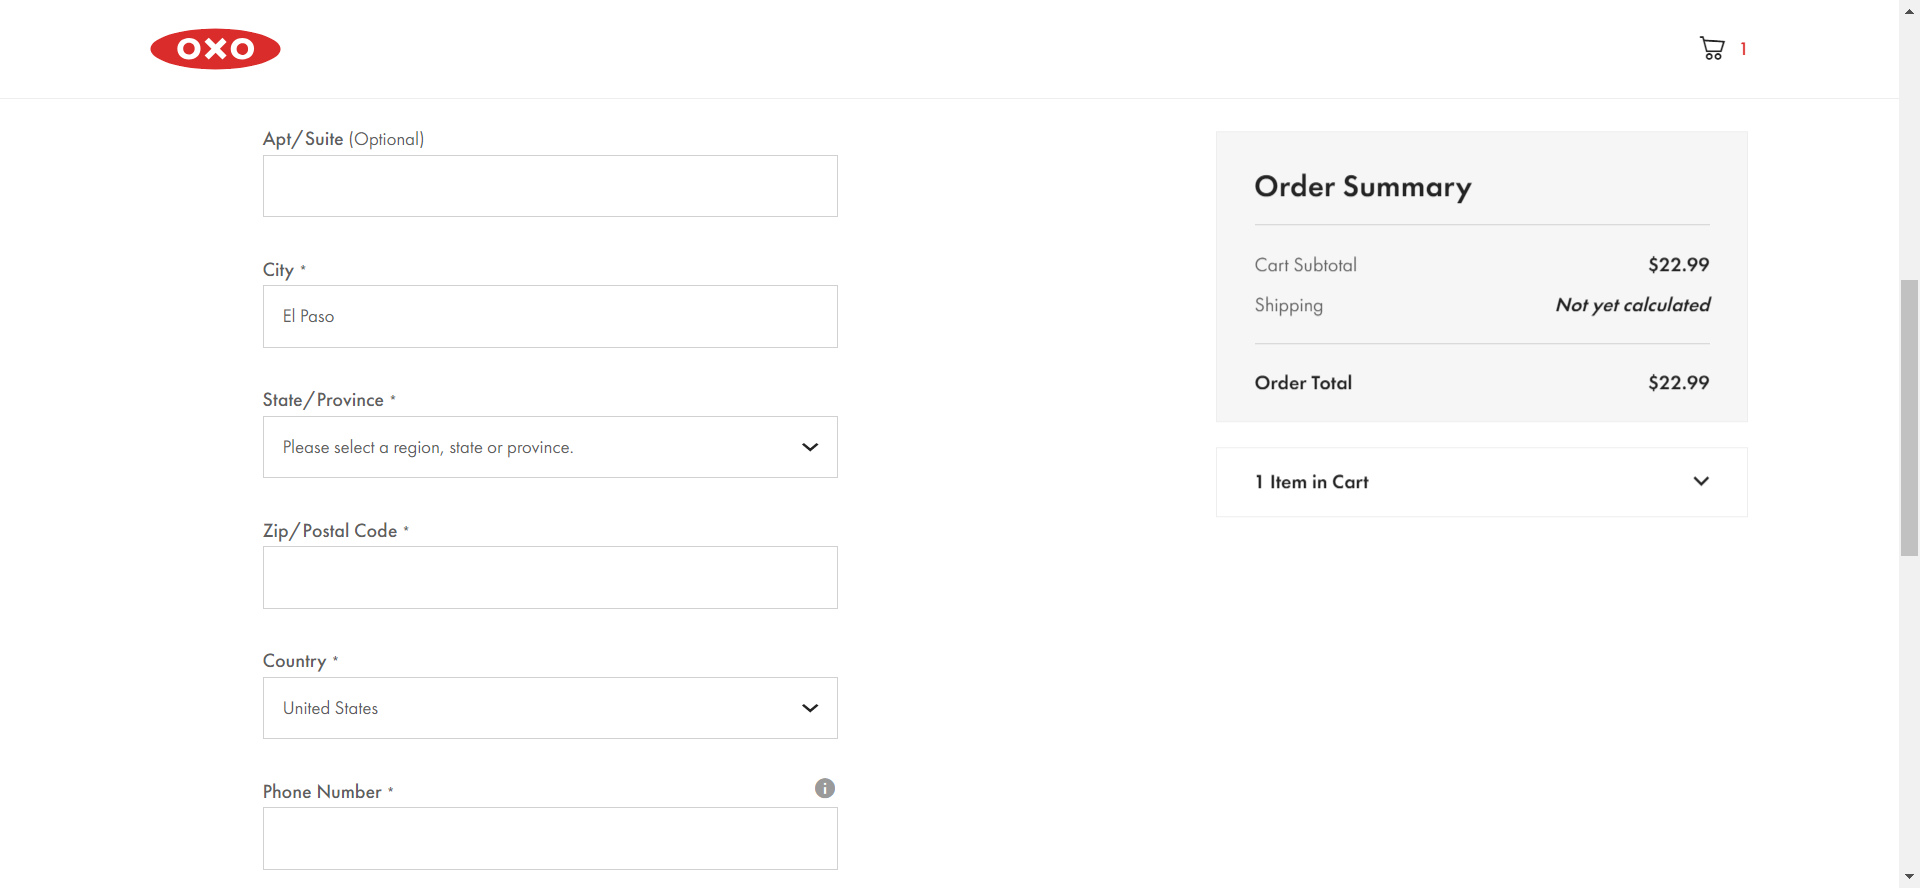 OXO
1
Apt/Suite (Optional)
City *
El Paso
State/Province *
Please select a region, state or province.
Zip/Postal Code *
Country *
United States
Phone Number *
i
Order Summary
Cart Subtotal $22.99
Shipping Not yet calculated
Order Total $22.99
1 Item in Cart